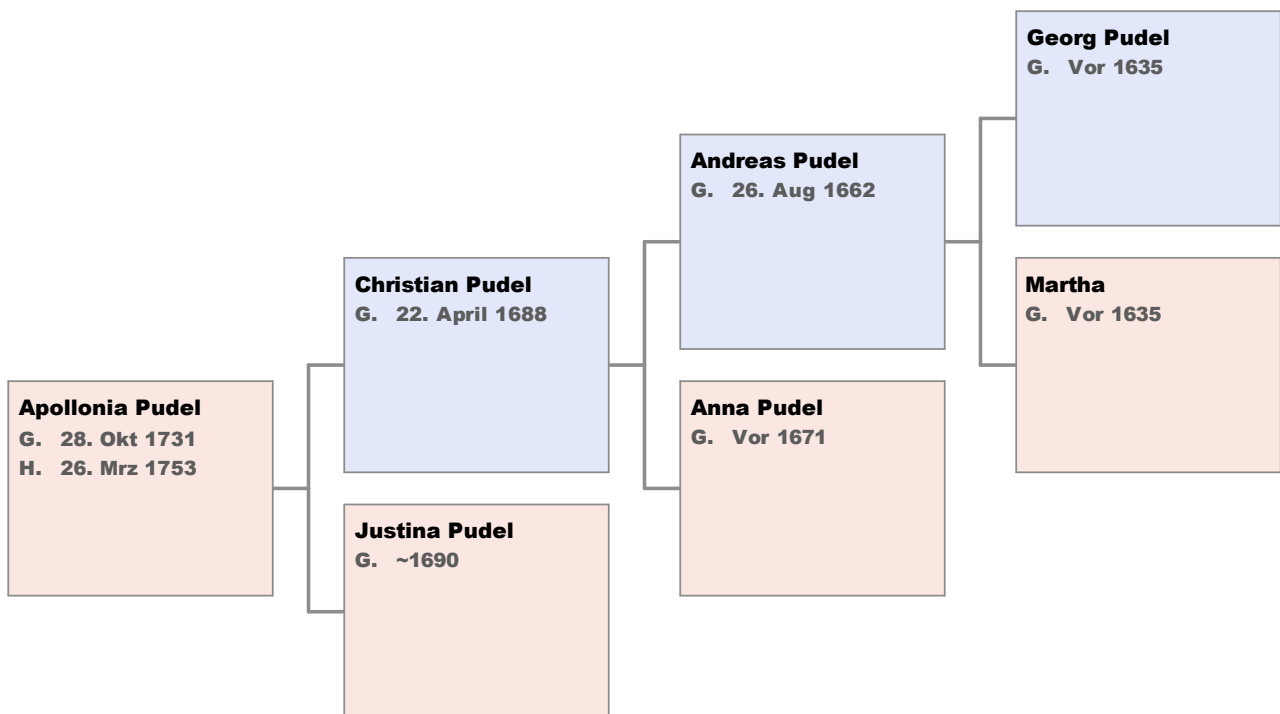 Georg Pudel
G. Vor 1635
Andreas Pudel
G. 26. Aug 1662
Christian Pudel
G. 22. April 1688
Martha
G. Vor 1635
Apollonia Pudel
G. 28. Okt 1731
H. 26. Mrz 1753
Anna Pudel
G. Vor 1671
Justina Pudel
G. ~1690